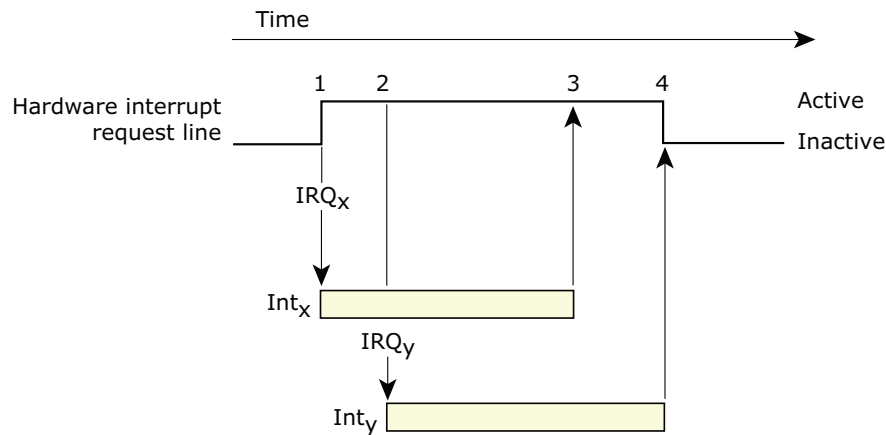 Time
1 2 3 4
Hardware interrupt
request line
Active
Inactive
IRQx
Intx
IRQy
Inty